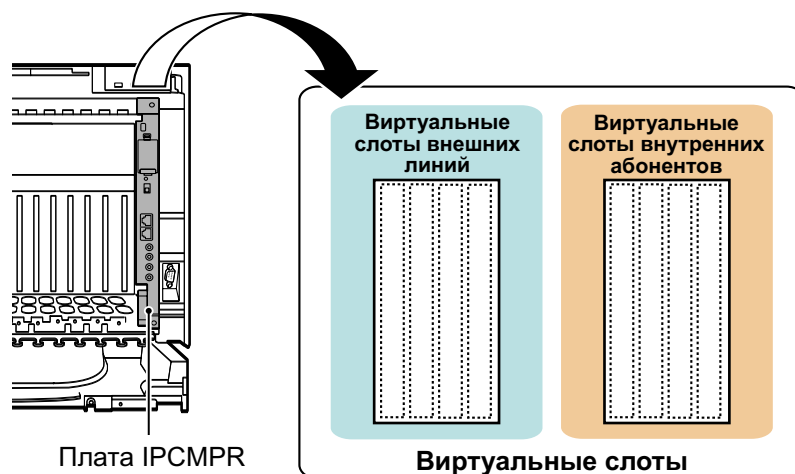 Виртуальные
слоты внешних
линий
Виртуальные
слоты внутренних
абонентов
Плата IPCMPR
Виртуальные слоты